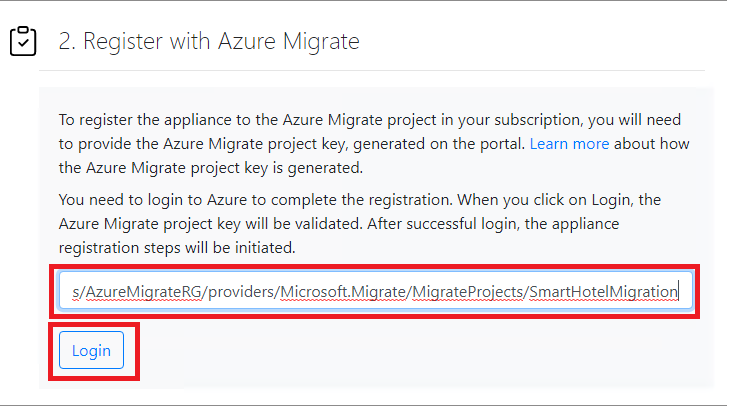 2. Register with Azure Migrate
To register the appliance to the Azure Migrate project in your subscription, you will need
to provide the Azure Migrate project key, generated on the portal. Learn more about how
the Azure Migrate project key is generated.
You need to login to Azure to complete the registration. When you click on Login, the
Azure Migrate project key will be validated. After successful login, the appliance
registration steps will be initiated.
s/AzureMigrateRG/providers/Microsoft.Migrate/MigrateProjects/SmartHotelMigration
Login